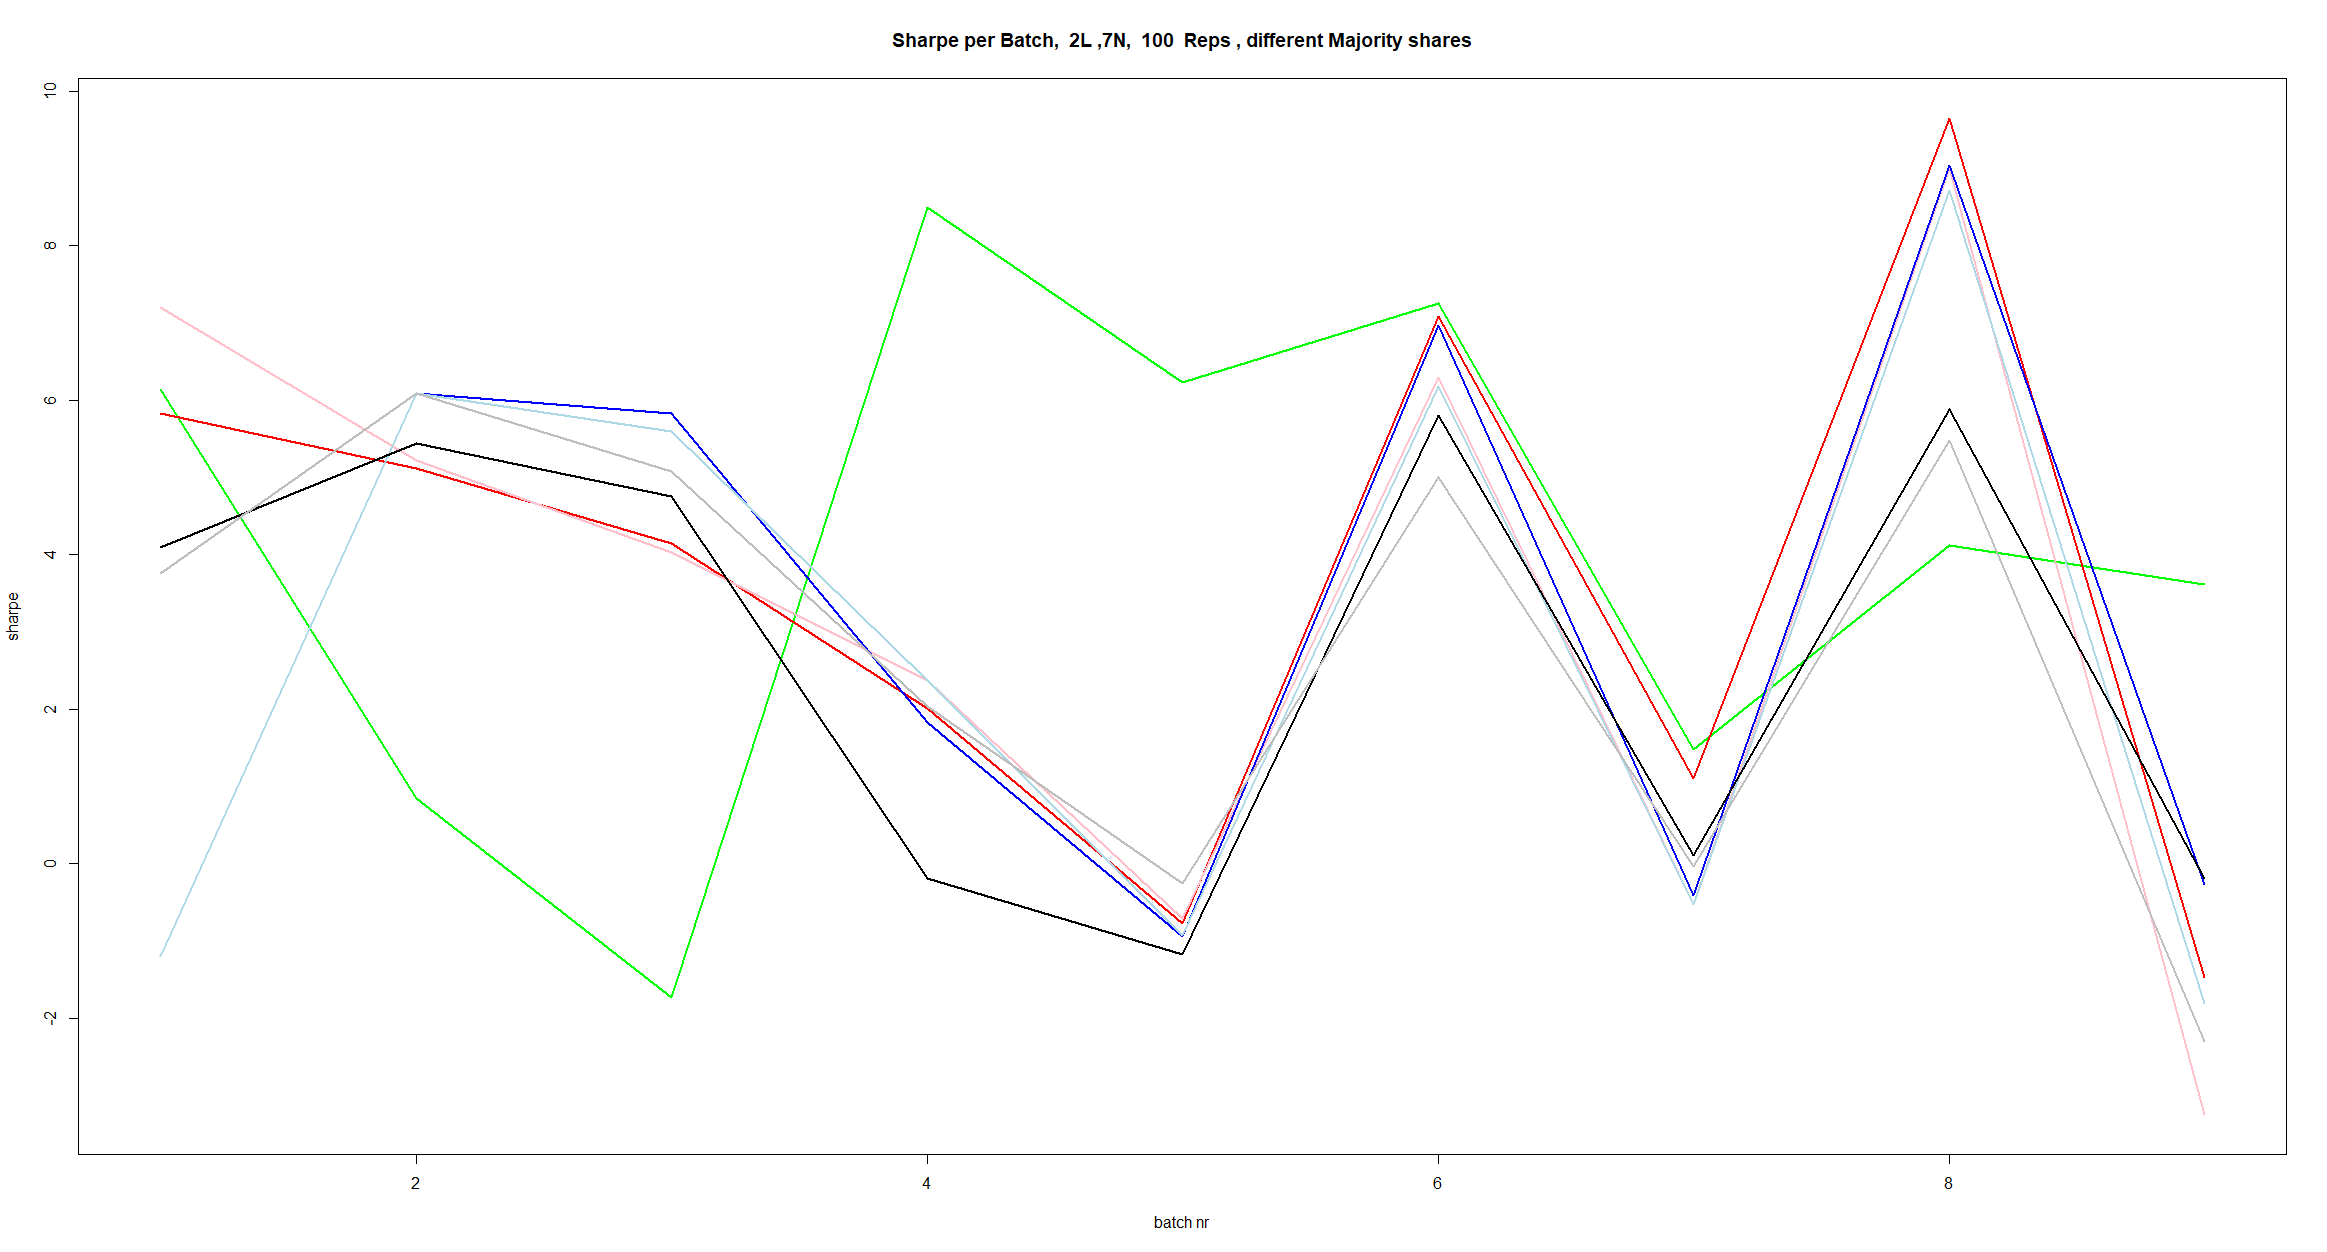 Sharpe per Batch,  2L ,7N,  100  Reps , different Majority shares
10
8
6
4
2
0
-2
sharpe
2 4 6 8
batch nr